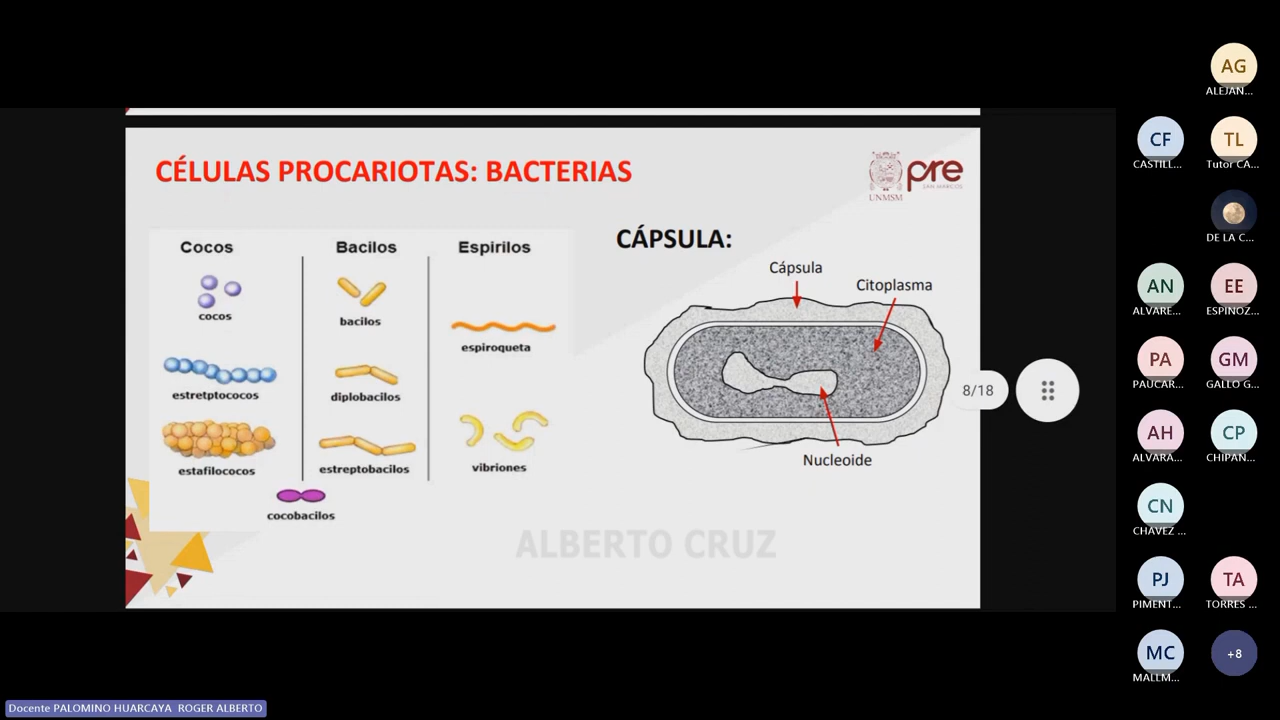 CÉLULAS PROCARIOTAS: BACTERIAS
UNMSM
pre
SAN MARCOS
Cocos
Bacilos
Espirilos
cocos
bacilos
espiroqueta
estretptococos
diplobacilos
estafilococos
estreptobacilos
vibriones
cocobacilos
CÁPSULA:
Cápsula
Citoplasma
Nucleoide
ALBERTO CRUZ
8/18
AG
ALEJAN...
CF
CASTILL...
TL
Tutor CA...
DE LA C...
AN
ALVARE...
EE
ESPINOZ...
PA
PAUCAR...
GM
GALLO G...
AH
ALVARA...
CP
CHIPAN...
CN
CHAVEZ ...
PJ
PIMENT...
TA
TORRES ...
MC
MALLM...
+8
Docente PALOMINO HUARCAYA ROGER ALBERTO